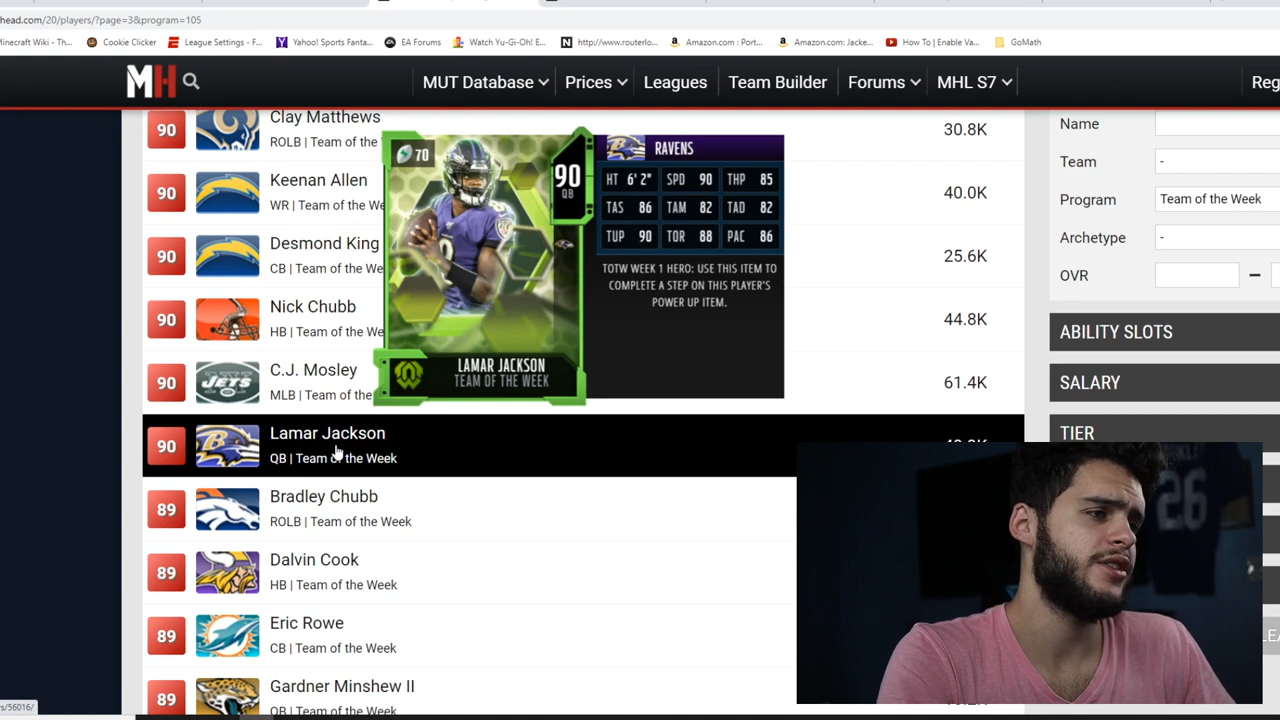 head.com/20/players/?page=3&program=105
Minecraft Wiki - Th...
Cookie Clicker
League Settings - F...
Yahoo! Sports Fanta...
EA Forums
Watch Yu-Gi-Oh! E...
http://www.routerlo...
Amazon.com : Port...
Amazon.com: Jacke...
How To | Enable Va...
GoMath
MH
MUT Database
Prices
Leagues
Team Builder
Forums
MHL S7
Reg
90
Clay Matthews
ROLB | Team of the
30.8K
90
Keenan Allen
WR | Team of the We
40.0K
90
Desmond King
CB | Team of the We
25.6K
90
Nick Chubb
HB | Team of the We
44.8K
90
C.J. Mosley
MLB | Team of the
61.4K
90
Lamar Jackson
QB | Team of the Week
89
Bradley Chubb
ROLB | Team of the Week
89
Dalvin Cook
HB | Team of the Week
89
Eric Rowe
CB | Team of the Week
89
Gardner Minshew II
QB | Team of the Week
70
90
QB
LAMAR JACKSON
TEAM OF THE WEEK
RAVENS
HT 6' 2" SPD 90 THP 85
TAS 86 TAM 82 TAD 82
TUP 90 TOR 88 PAC 86
TOTW WEEK 1 HERO: USE THIS ITEM TO
COMPLETE A STEP ON THIS PLAYER'S
POWER UP ITEM.
Name
Team -
Program Team of the Week
Archetype -
OVR –
ABILITY SLOTS
SALARY
TIER
26
JETS
s/56016/